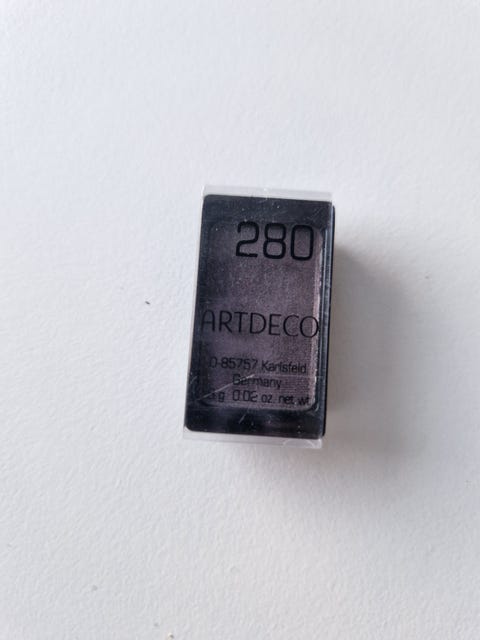 280
ARTDECO
D-85757 Karlsfeld
Germany
g 0.02 oz. net wt